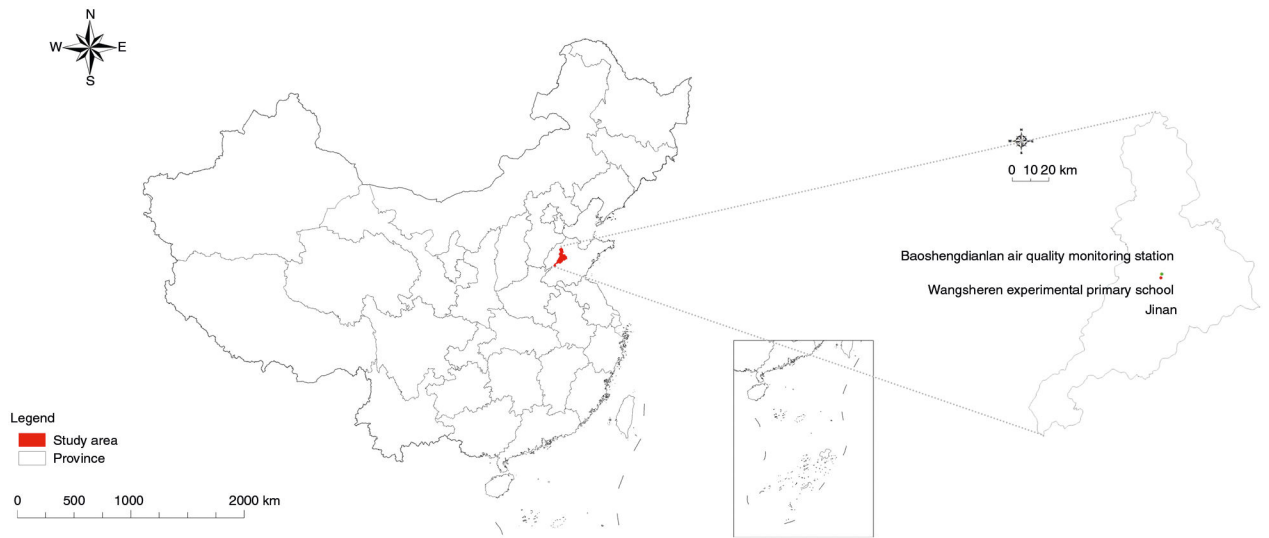 N
W E
S
0 10 20 km
Baoshengdianlan air quality monitoring station
Wangsheren experimental primary school
Jinan
Legend
Study area
Province
0 500 1000 2000 km